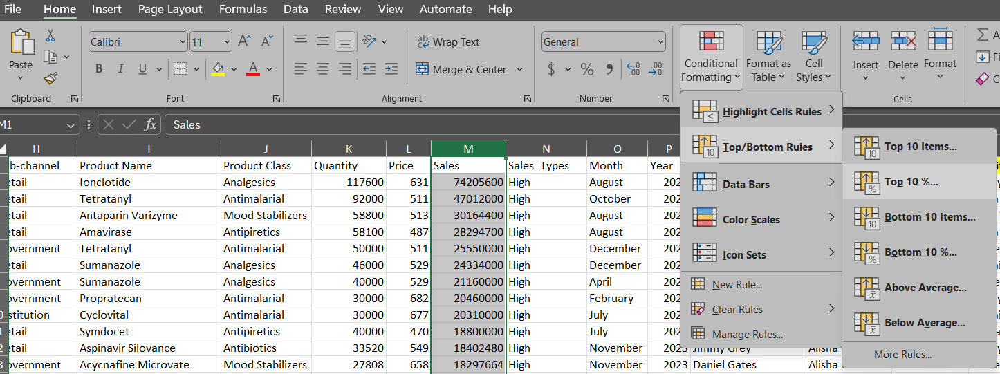 File Home Insert Page Layout Formulas Data Review View Automate Help
Calibri 11 Wrap Text General
Paste Conditional Formatting Format as Table Cell Styles Insert Delete Format
B I U Merge & Center $ % 9 .00 .00
Clipboard Font Alignment Number Cells
M1 fx Sales
H I J K L M N O P
b-channel Product Name Product Class Quantity Price Sales Sales_Types Month Year
etail Ionclotide Analgesics 117600 631 74205600 High August 202
etail Tetratanyl Antimalarial 92000 511 47012000 High October 202
etail Antaparin Varizyme Mood Stabilizers 58800 513 30164400 High August 202
etail Amavirase Antipiretics 58100 487 28294700 High August 202
overnment Tetratanyl Antimalarial 50000 511 25550000 High December 202
etail Sumanazole Analgesics 46000 529 24334000 High December 202
overnment Sumanazole Analgesics 40000 529 21160000 High April 202
overnment Propratecan Antimalarial 30000 682 20460000 High February 202
stitution Cyclovital Antimalarial 30000 677 20310000 High July 202
etail Symdocet Antipiretics 40000 470 18800000 High July 202
etail Aspinavir Silovance Antibiotics 33520 549 18402480 High November 2023 Jimmy Grey Alisha
overnment Acycnafine Microvate Mood Stabilizers 27808 658 18297664 High November 2023 Daniel Gates Alisha
Highlight Cells Rules
Top/Bottom Rules
Data Bars
Color Scales
Icon Sets
New Rule...
Clear Rules
Manage Rules...
Top 10 Items...
Top 10 %...
Bottom 10 Items...
Bottom 10 %...
Above Average...
Below Average...
More Rules...